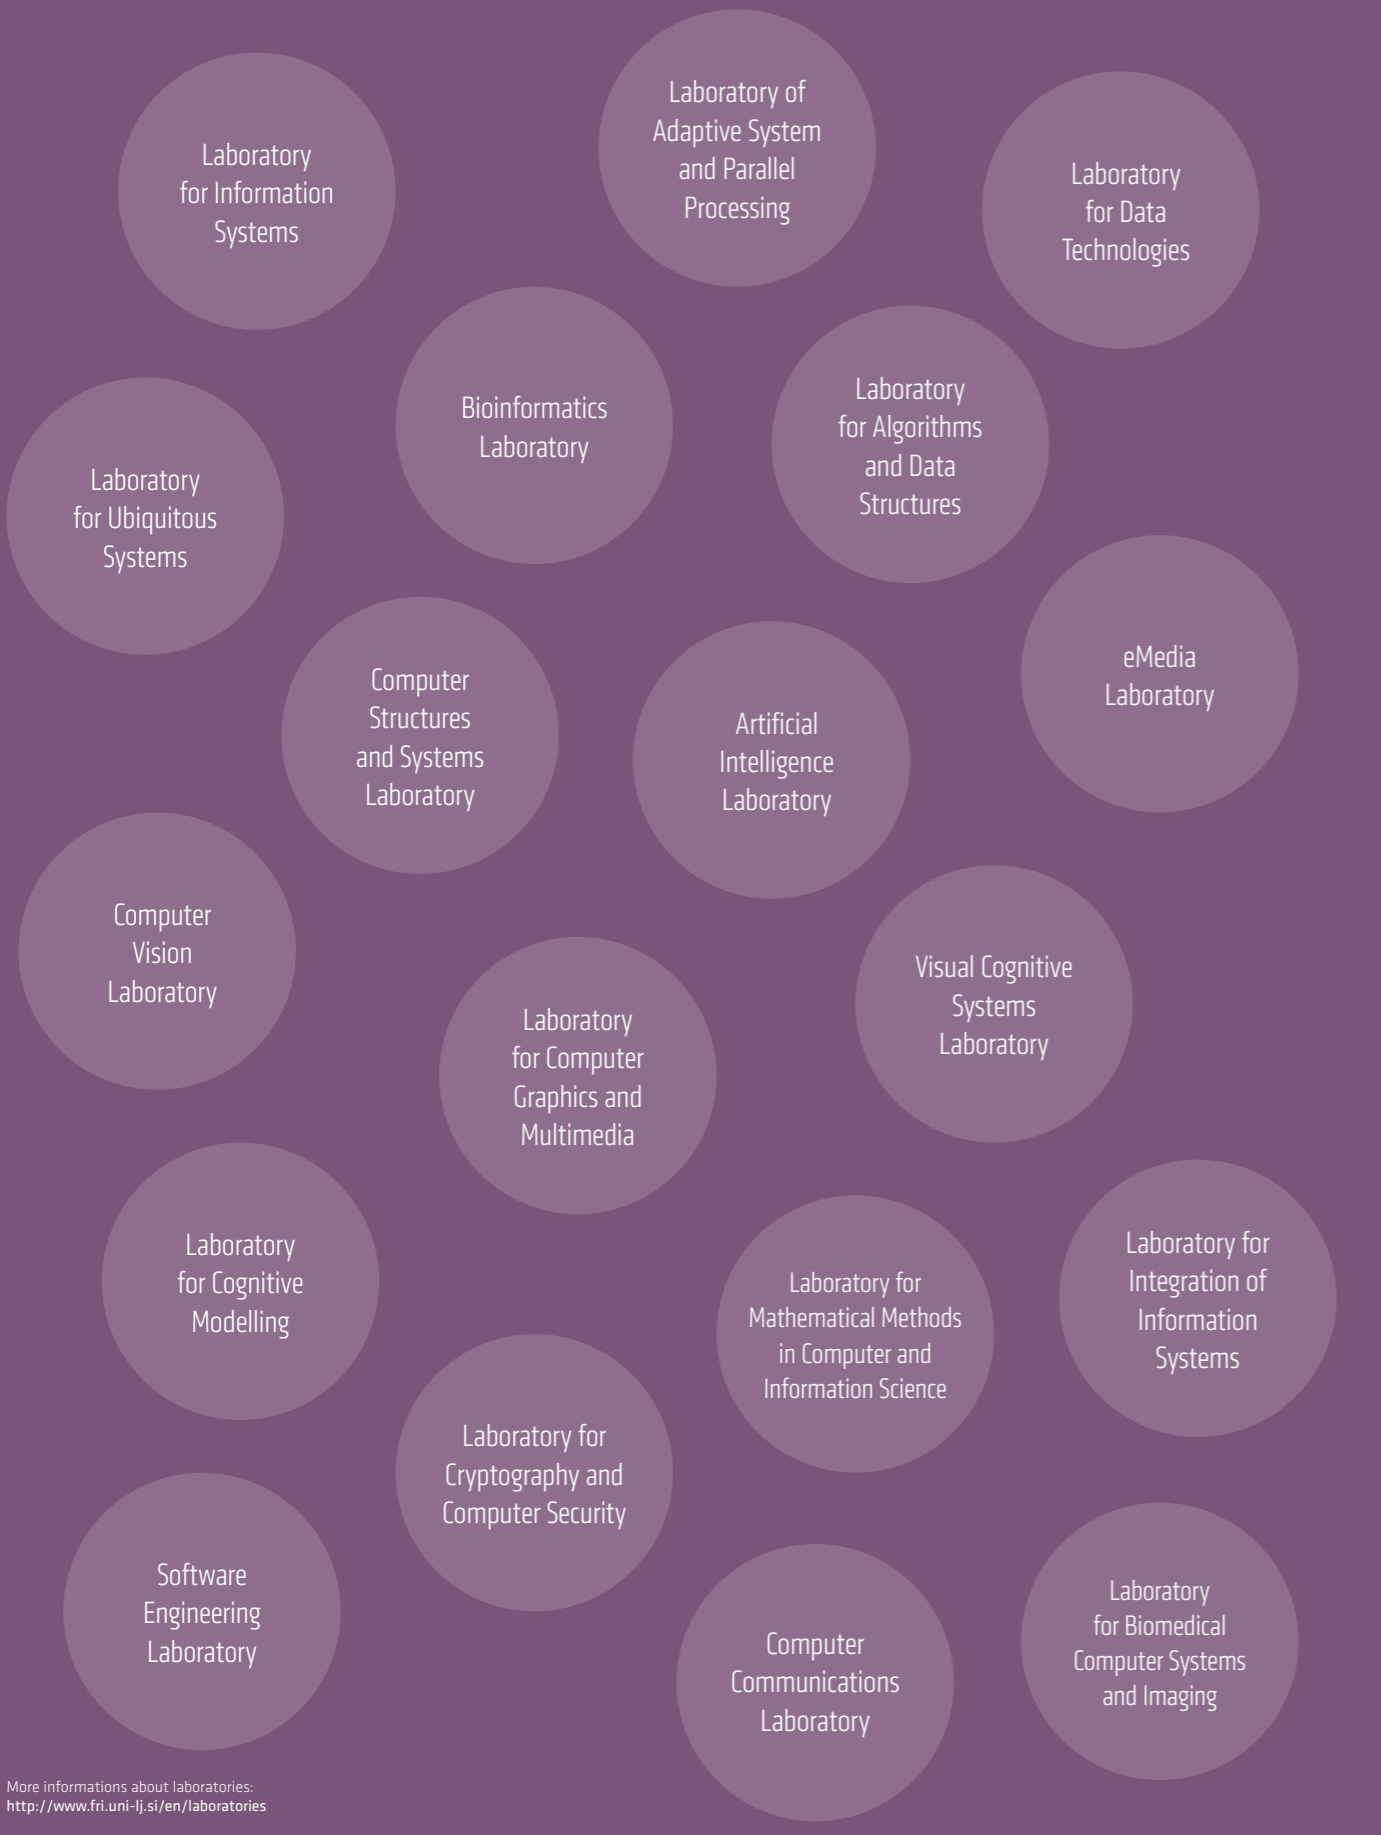 Laboratory
for Information
Systems
Laboratory of
Adaptive System
and Parallel
Processing
Laboratory
for Data
Technologies
Bioinformatics
Laboratory
Laboratory
for Algorithms
and Data
Structures
Laboratory
for Ubiquitous
Systems
eMedia
Laboratory
Computer
Structures
and Systems
Laboratory
Artificial
Intelligence
Laboratory
Computer
Vision
Laboratory
Visual Cognitive
Systems
Laboratory
Laboratory
for Computer
Graphics and
Multimedia
Laboratory
for Cognitive
Modelling
Laboratory for
Mathematical Methods
in Computer and
Information Science
Laboratory for
Integration of
Information
Systems
Laboratory for
Cryptography and
Computer Security
Software
Engineering
Laboratory
Computer
Communications
Laboratory
Laboratory
for Biomedical
Computer Systems
and Imaging
More informations about laboratories:
http://www.fri.uni-lj.si/en/laboratories